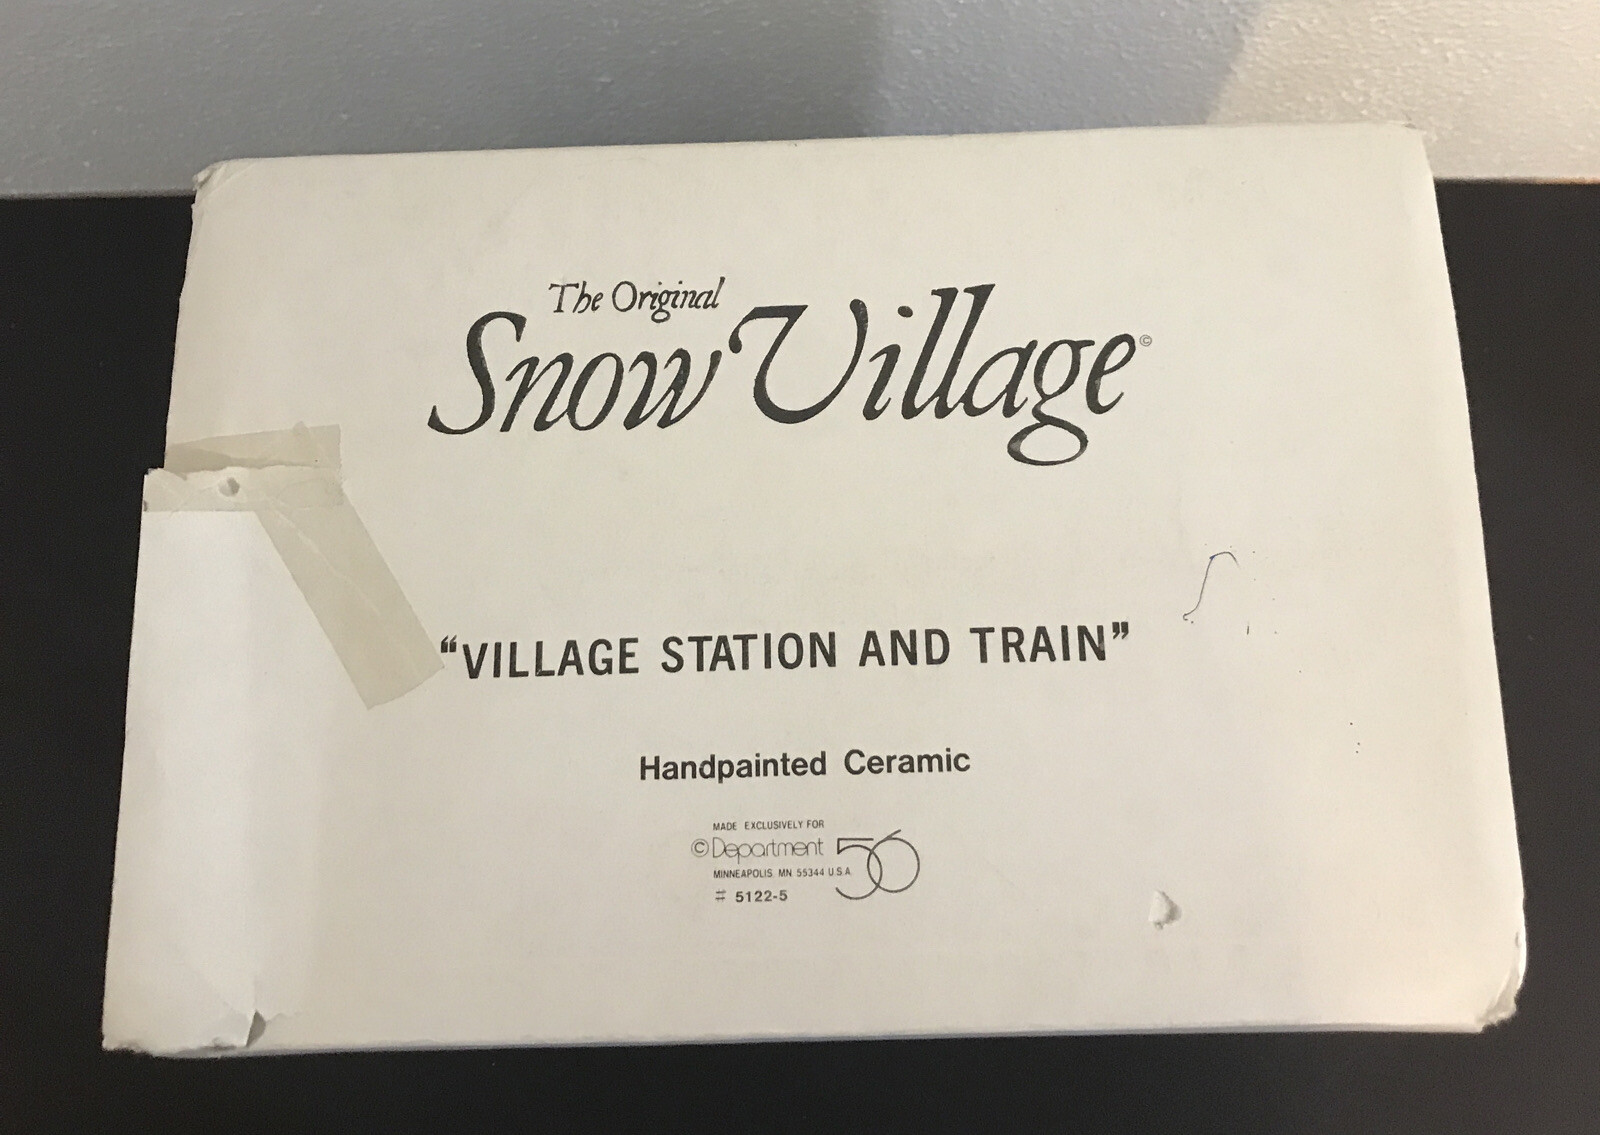 The Original
Snow Village©
“VILLAGE STATION AND TRAIN”
Handpainted Ceramic
MADE EXCLUSIVELY FOR
© Department 56
MINNEAPOLIS, MN 55344 U.S.A.
# 5122-5